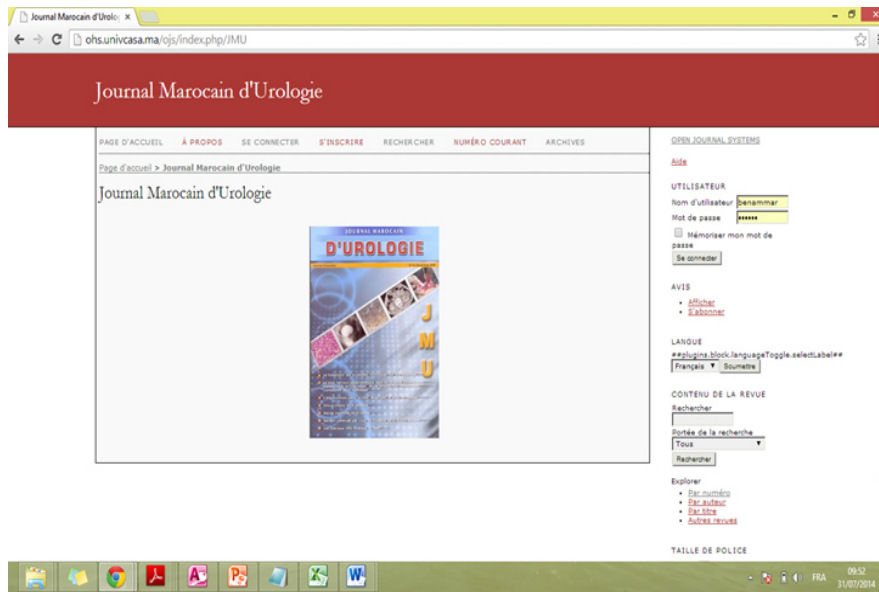 Journal Marocain d'Urolog
ohs.univcasa.ma/ojs/index.php/JMU
Journal Marocain d'Urologie
PAGE D'ACCUEIL À PROPOS SE CONNECTER S'INSCRIRE RECHERCHER NUMÉRO COURANT ARCHIVES
Page d'accueil > Journal Marocain d'Urologie
Journal Marocain d'Urologie
JOURNAL MAROCAIN
D'UROLOGIE
J
M
U
OPEN JOURNAL SYSTEMS
Aide
UTILISATEUR
Nom d'utilisateur benammar
Mot de passe ••••••
Mémoriser mon mot de
passe
Se connecter
AVIS
Afficher
S'abonner
LANGUE
##plugins.block.languageToggle.selectLabel##
Français Soumettre
CONTENU DE LA REVUE
Rechercher
Portée de la recherche
Tous
Rechercher
Explorer
Par numéro
Par auteur
Par titre
Autres revues
TAILLE DE POLICE
FRA
09:52
31/07/2014